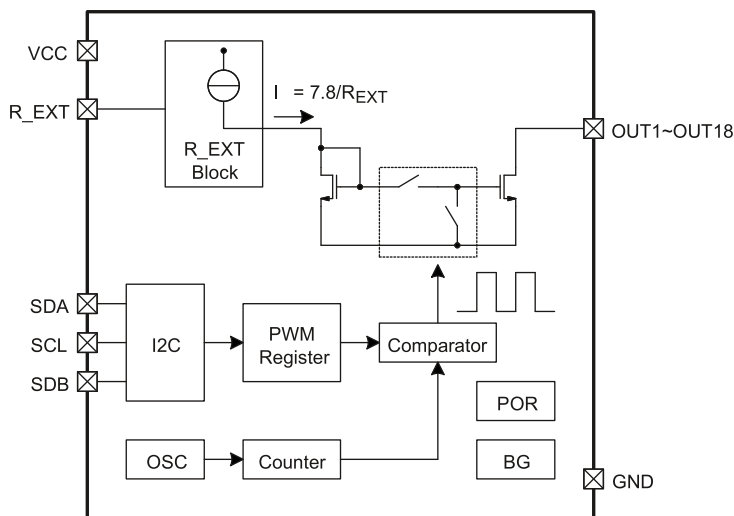 VCC
R_EXT
I = 7.8/REXT
R_EXT
Block
OUT1~OUT18
SDA
SCL
SDB
I2C
PWM
Register
Comparator
POR
OSC
Counter
BG
GND